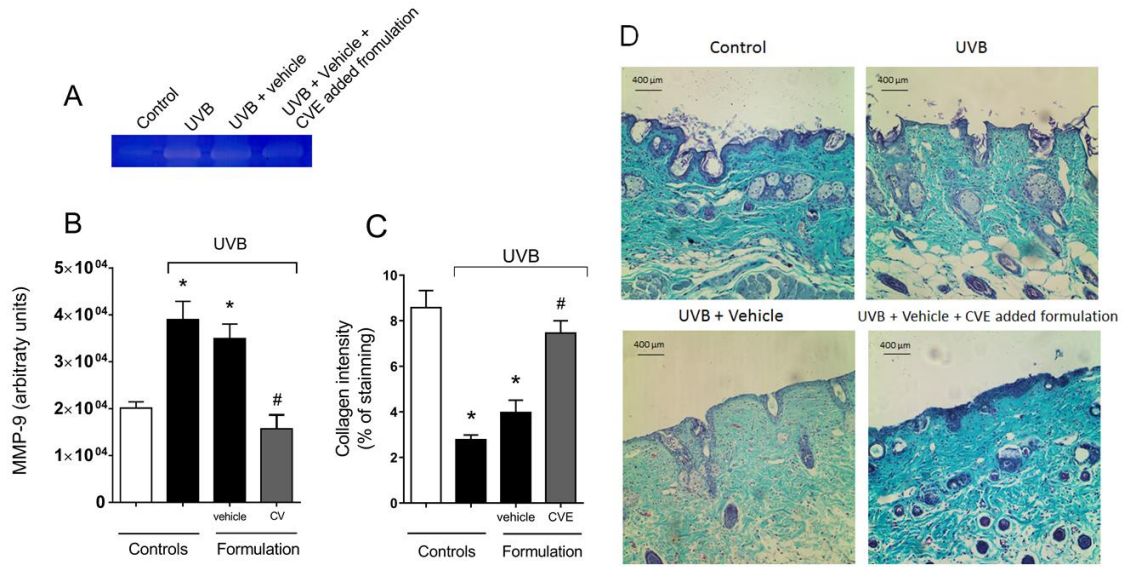 A
Control
UVB
UVB + vehicle
UVB + Vehicle +
CVE added fromulation
B
UVB
MMP-9 (arbitraty units)
5×10⁰⁴
4×10⁰⁴
3×10⁰⁴
2×10⁰⁴
1×10⁰⁴
0
*
*
#
vehicle
CV
Controls
Formulation
C
UVB
Collagen intensity
(% of stainning)
10
8
6
4
2
0
*
*
#
vehicle
CVE
Controls
Formulation
D
Control
400 µm
UVB
400 µm
UVB + Vehicle
400 µm
UVB + Vehicle + CVE added formulation
400 µm